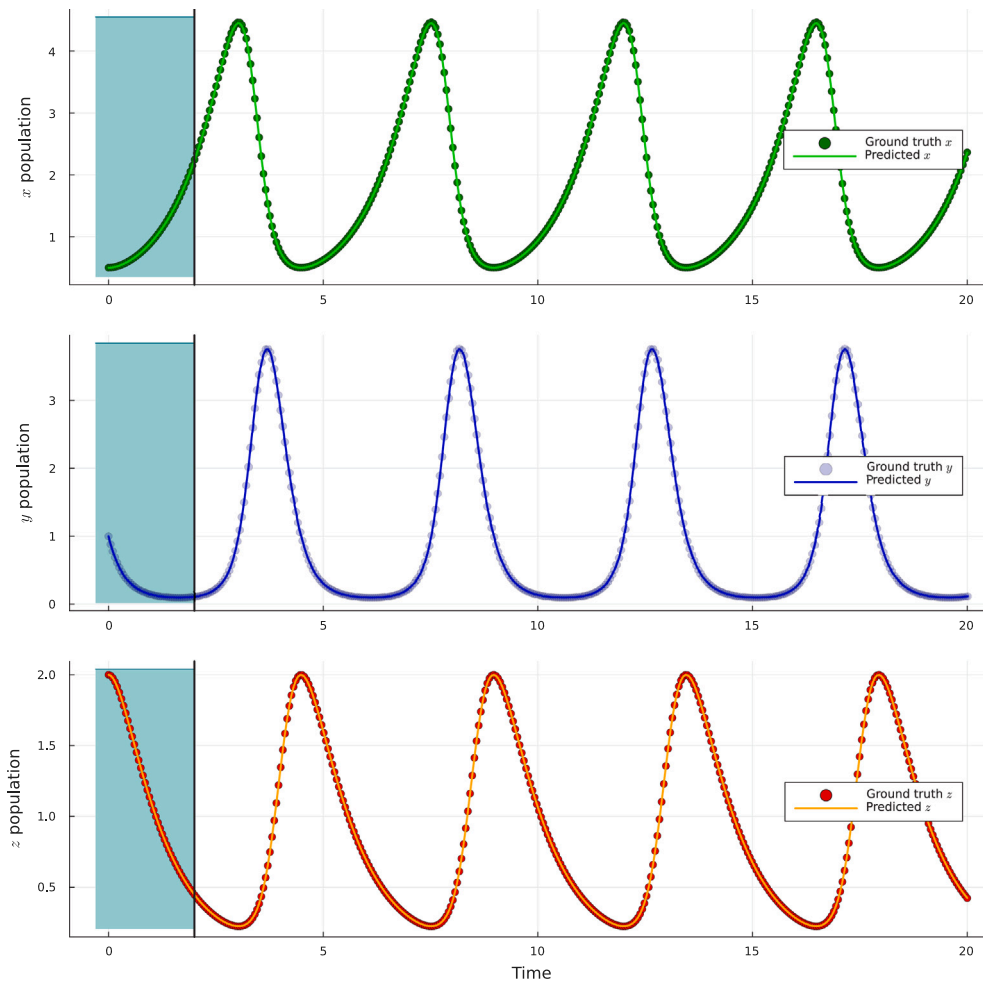 4
3
2
1
x population
Ground truth x
Predicted x
0 5 10 15 20
3
2
1
0
y population
Ground truth y
Predicted y
0 5 10 15 20
2.0
1.5
1.0
0.5
z population
Ground truth z
Predicted z
0 5 10 15 20
Time